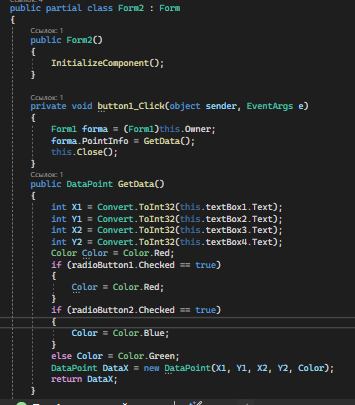 public partial class Form2 : Form
{
Ссылок: 1
public Form2()
{
InitializeComponent();
}
Ссылок: 1
private void button1_Click(object sender, EventArgs e)
{
Form1 forma = (Form1)this.Owner;
forma.PointInfo = GetData();
this.Close();
}
Ссылок: 1
public DataPoint GetData()
{
int X1 = Convert.ToInt32(this.textBox1.Text);
int Y1 = Convert.ToInt32(this.textBox2.Text);
int X2 = Convert.ToInt32(this.textBox3.Text);
int Y2 = Convert.ToInt32(this.textBox4.Text);
Color Color = Color.Red;
if (radioButton1.Checked == true)
{
Color = Color.Red;
}
if (radioButton2.Checked == true)
{
Color = Color.Blue;
}
else Color = Color.Green;
DataPoint DataX = new DataPoint(X1, Y1, X2, Y2, Color);
return DataX;
}